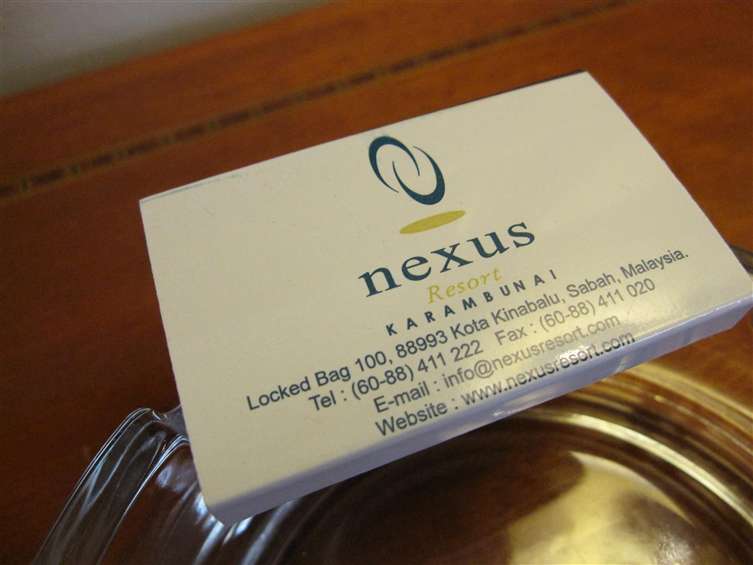 nexus
Resort
KARAMBUNAI
Locked Bag 100, 88993 Kota Kinabalu, Sabah, Malaysia.
Tel : (60-88) 411 222 Fax : (60-88) 411 020
E-mail : info@nexusresort.com
Website : www.nexusresort.com